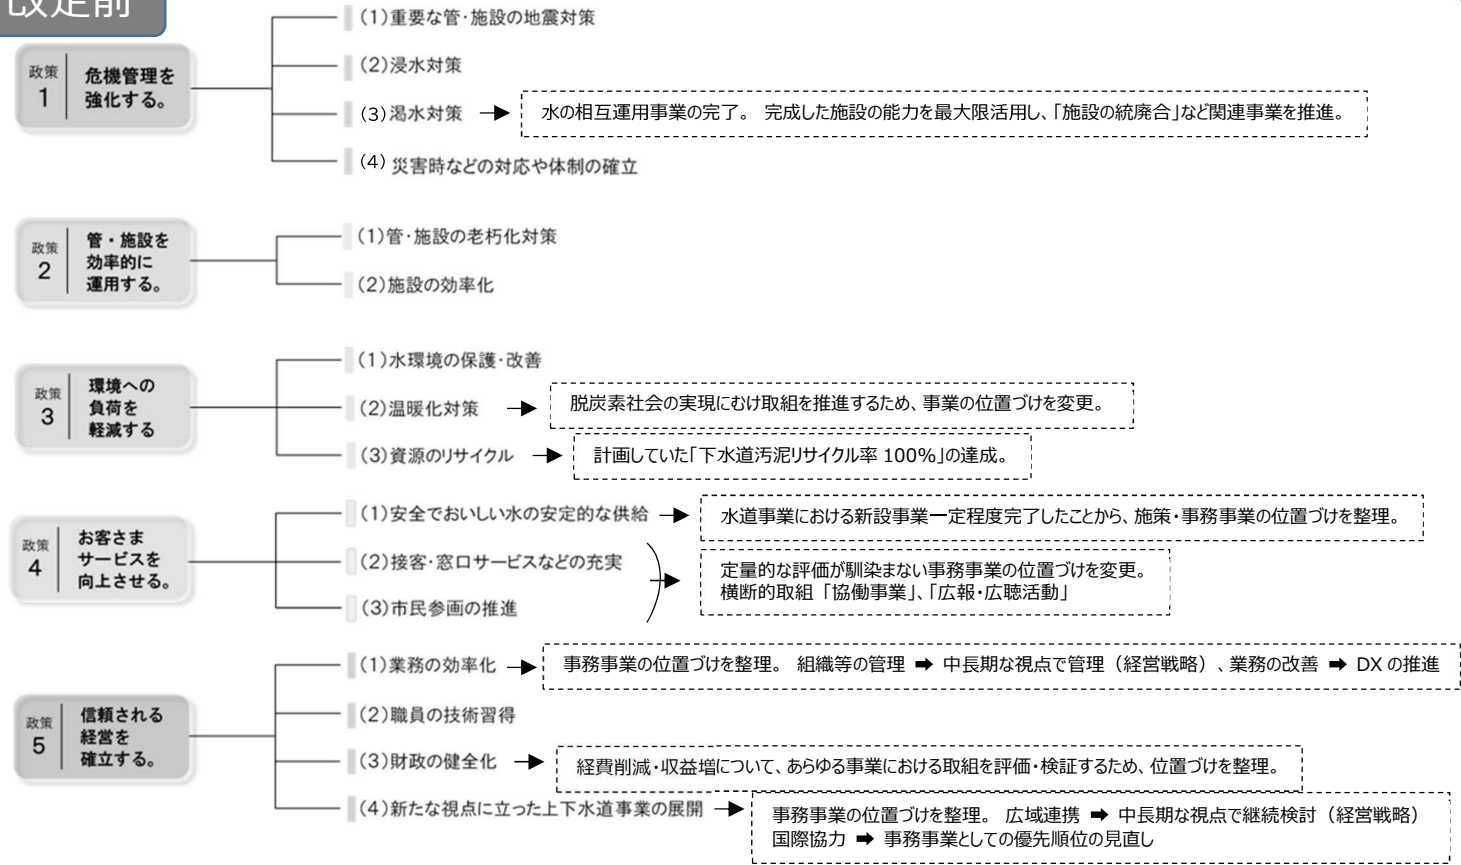 改定前
政策
1
危機管理を
強化する。
(1)重要な管・施設の地震対策
(2)浸水対策
(3)渇水対策
水の相互運用事業の完了。 完成した施設の能力を最大限活用し、「施設の統廃合」など関連事業を推進。
(4)災害時などの対応や体制の確立
政策
2
管・施設を
効率的に
運用する。
(1)管・施設の老朽化対策
(2)施設の効率化
政策
3
環境への
負荷を
軽減する
(1)水環境の保護・改善
(2)温暖化対策
脱炭素社会の実現にむけ取組を推進するため、事業の位置づけを変更。
(3)資源のリサイクル
計画していた「下水道汚泥リサイクル率 100%」の達成。
政策
4
お客さま
サービスを
向上させる。
(1)安全でおいしい水の安定的な供給
水道事業における新設事業一定程度完了したことから、施策・事務事業の位置づけを整理。
(2)接客・窓口サービスなどの充実
(3)市民参画の推進
定量的な評価が馴染まない事務事業の位置づけを変更。
横断的取組「協働事業」、「広報・広聴活動」
政策
5
信頼される
経営を
確立する。
(1)業務の効率化
事務事業の位置づけを整理。 組織等の管理 ➡ 中長期な視点で管理（経営戦略）、業務の改善 ➡ DX の推進
(2)職員の技術習得
(3)財政の健全化
経費削減・収益増について、あらゆる事業における取組を評価・検証するため、位置づけを整理。
(4)新たな視点に立った上下水道事業の展開
事務事業の位置づけを整理。 広域連携 ➡ 中長期な視点で継続検討（経営戦略）
国際協力 ➡ 事務事業としての優先順位の見直し